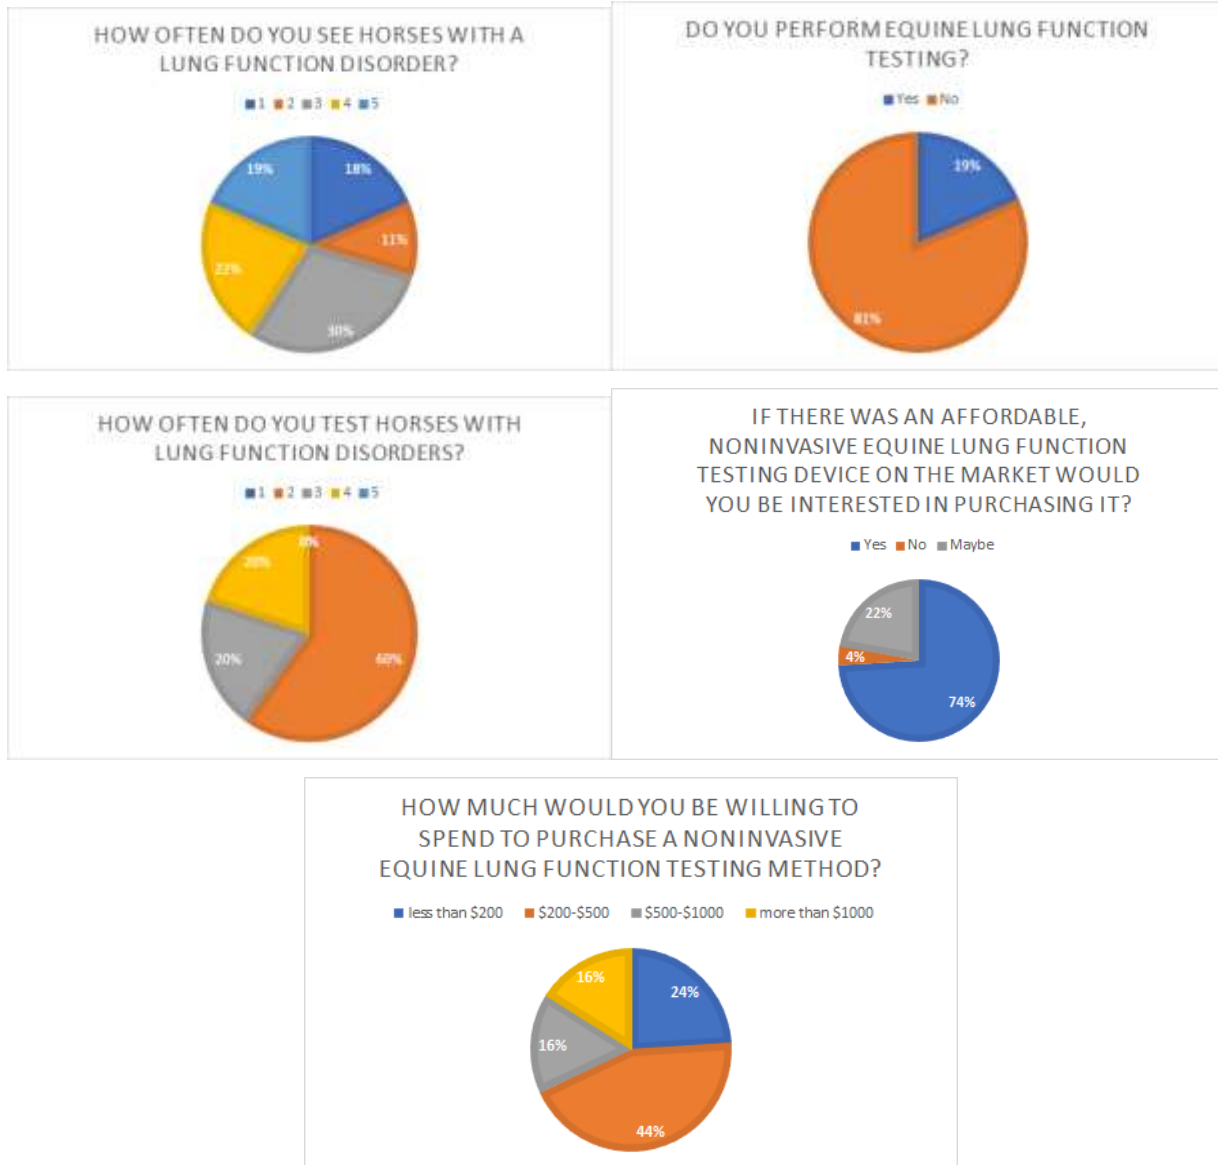 HOW OFTEN DO YOU SEE HORSES WITH A
LUNG FUNCTION DISORDER?
1 2 3 4 5
19%
18%
11%
22%
30%
DO YOU PERFORM EQUINE LUNG FUNCTION
TESTING?
Yes No
19%
81%
HOW OFTEN DO YOU TEST HORSES WITH
LUNG FUNCTION DISORDERS?
1 2 3 4 5
0%
20%
20%
60%
IF THERE WAS AN AFFORDABLE,
NONINVASIVE EQUINE LUNG FUNCTION
TESTING DEVICE ON THE MARKET WOULD
YOU BE INTERESTED IN PURCHASING IT?
Yes No Maybe
22%
4%
74%
HOW MUCH WOULD YOU BE WILLING TO
SPEND TO PURCHASE A NONINVASIVE
EQUINE LUNG FUNCTION TESTING METHOD?
less than $200 $200-$500 $500-$1000 more than $1000
16%
24%
16%
44%